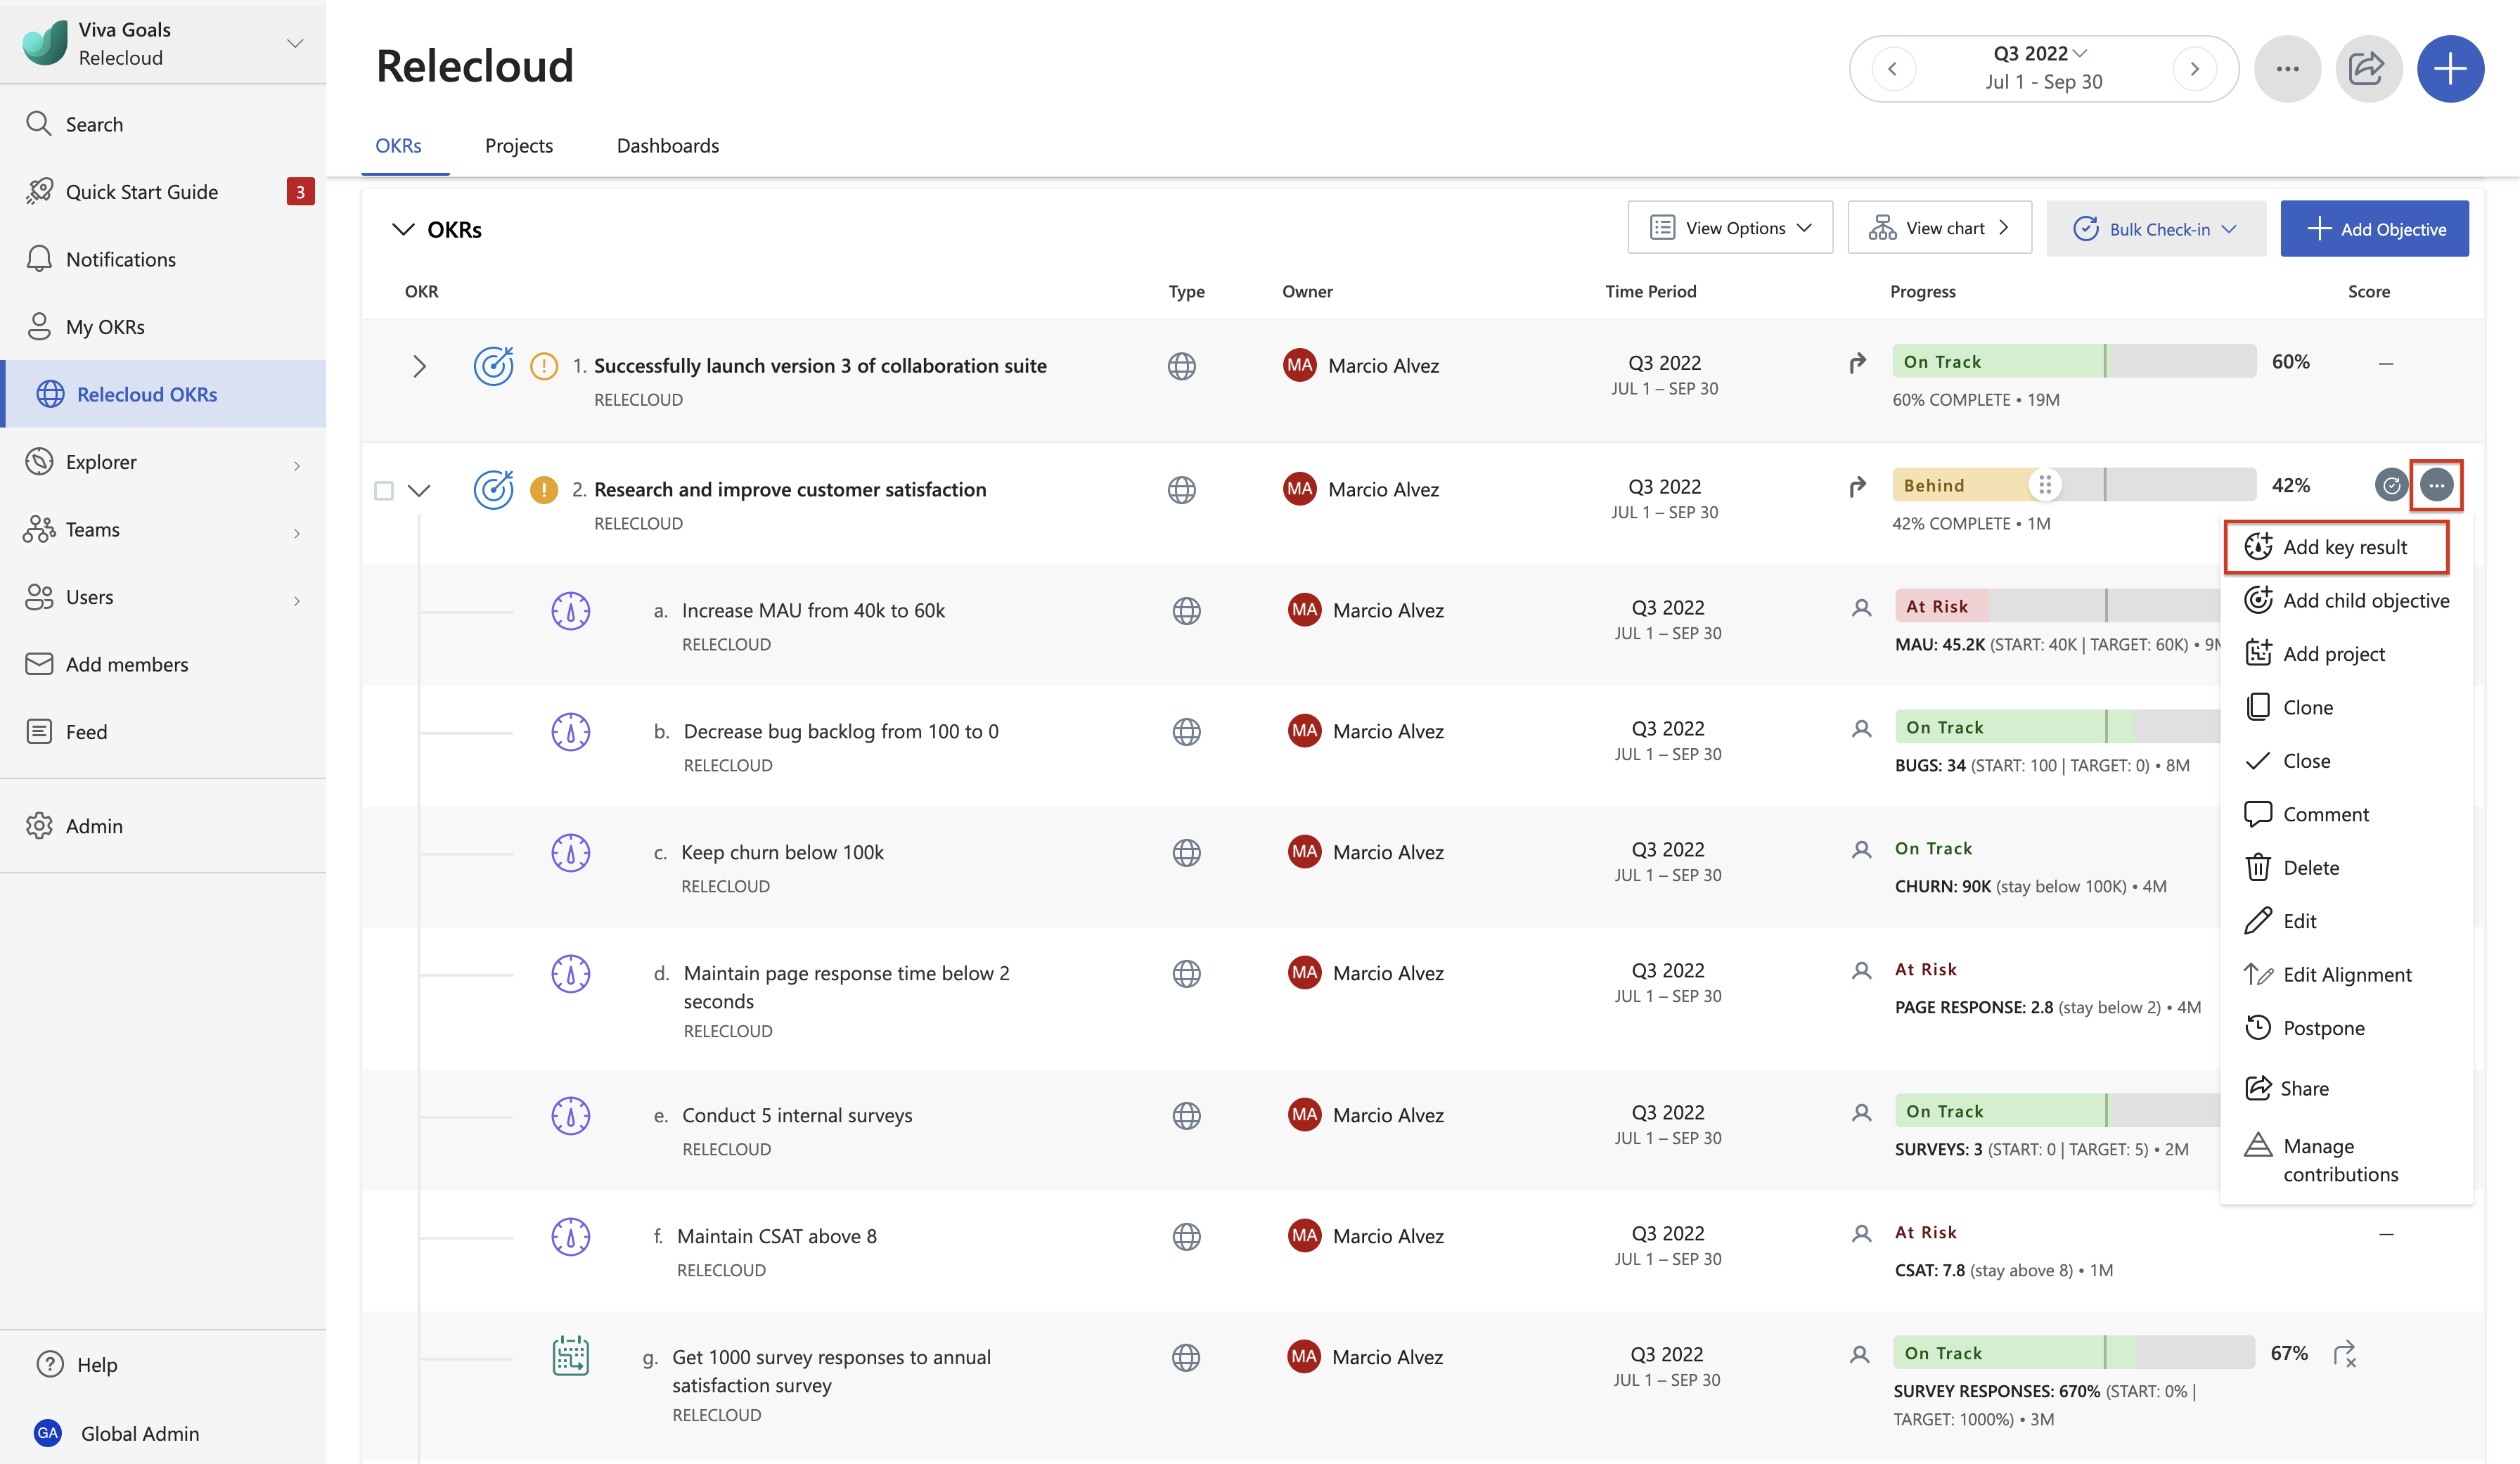 Viva Goals
Relecloud
Search
Quick Start Guide
3
Notifications
My OKRs
Relecloud OKRs
Explorer
Teams
Users
Add members
Feed
Admin
Help
GA
Global Admin
Relecloud
Q3 2022
Jul 1 - Sep 30
OKRs
Projects
Dashboards
OKRs
View Options
View chart
Bulk Check-in
Add Objective
OKR
Type
Owner
Time Period
Progress
Score
1. Successfully launch version 3 of collaboration suite
RELECLOUD
MA
Marcio Alvez
Q3 2022
JUL 1 – SEP 30
On Track
60%
—
60% COMPLETE • 19M
2. Research and improve customer satisfaction
RELECLOUD
MA
Marcio Alvez
Q3 2022
JUL 1 – SEP 30
Behind
42%
42% COMPLETE • 1M
a. Increase MAU from 40k to 60k
RELECLOUD
MA
Marcio Alvez
Q3 2022
JUL 1 – SEP 30
At Risk
MAU: 45.2K (START: 40K | TARGET: 60K) • 9M
b. Decrease bug backlog from 100 to 0
RELECLOUD
MA
Marcio Alvez
Q3 2022
JUL 1 – SEP 30
On Track
BUGS: 34 (START: 100 | TARGET: 0) • 8M
c. Keep churn below 100k
RELECLOUD
MA
Marcio Alvez
Q3 2022
JUL 1 – SEP 30
On Track
CHURN: 90K (stay below 100K) • 4M
d. Maintain page response time below 2
seconds
RELECLOUD
MA
Marcio Alvez
Q3 2022
JUL 1 – SEP 30
At Risk
PAGE RESPONSE: 2.8 (stay below 2) • 4M
e. Conduct 5 internal surveys
RELECLOUD
MA
Marcio Alvez
Q3 2022
JUL 1 – SEP 30
On Track
SURVEYS: 3 (START: 0 | TARGET: 5) • 2M
f. Maintain CSAT above 8
RELECLOUD
MA
Marcio Alvez
Q3 2022
JUL 1 – SEP 30
At Risk
—
CSAT: 7.8 (stay above 8) • 1M
g. Get 1000 survey responses to annual
satisfaction survey
RELECLOUD
MA
Marcio Alvez
Q3 2022
JUL 1 – SEP 30
On Track
67%
SURVEY RESPONSES: 670% (START: 0% |
TARGET: 1000%) • 3M
Add key result
Add child objective
Add project
Clone
Close
Comment
Delete
Edit
Edit Alignment
Postpone
Share
Manage
contributions